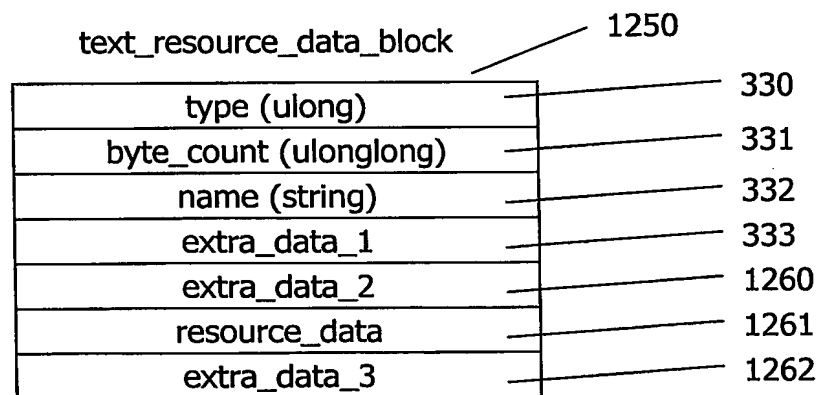 text_resource_data_block 1250
type (ulong) 330
byte_count (ulonglong) 331
name (string) 332
extra_data_1 333
extra_data_2 1260
resource_data 1261
extra_data_3 1262